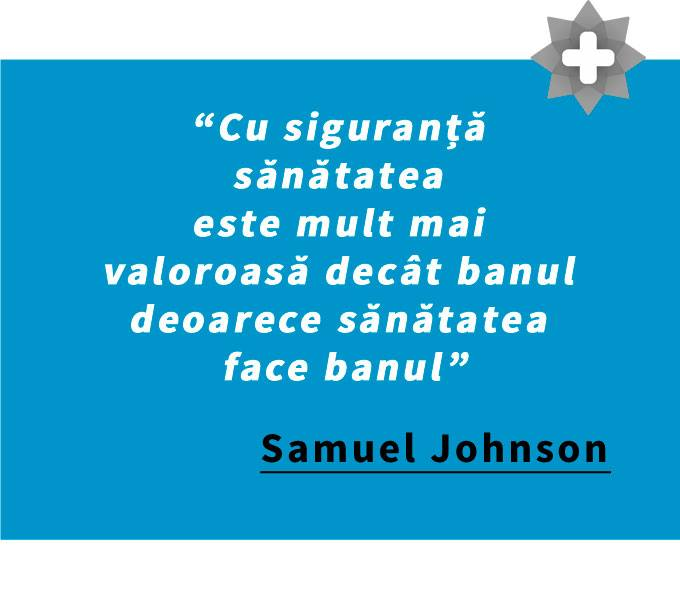 “Cu siguranță
sănătatea
este mult mai
valoroasă decât banul
deoarece sănătatea
face banul”
Samuel Johnson